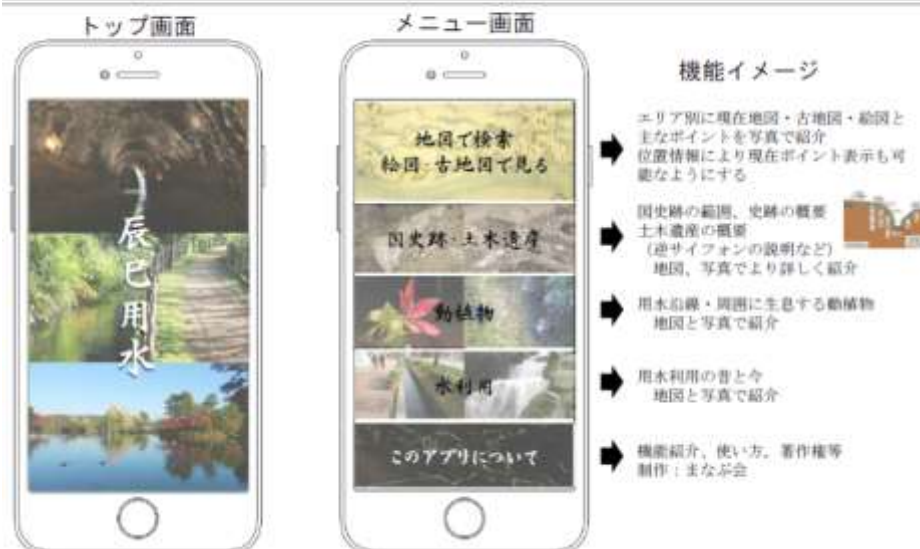 トップ画面
メニュー画面
機能イメージ
辰巳用水
地図で検索
絵図・古地図で見る
国史跡・土木遺産
動植物
水利用
このアプリについて
エリア別に現在地図・古地図・絵図と
主なポイントを写真で紹介
位置情報により現在ポイント表示も可
能なようにする
国史跡の範囲、史跡の概要
土木遺産の概要
（逆サイフォンの説明など）
地図、写真でより詳しく紹介
用水沿線・周囲に生息する動植物
地図と写真で紹介
用水利用の昔と今
地図と写真で紹介
機能紹介、使い方、著作権等
制作：まなぶ会